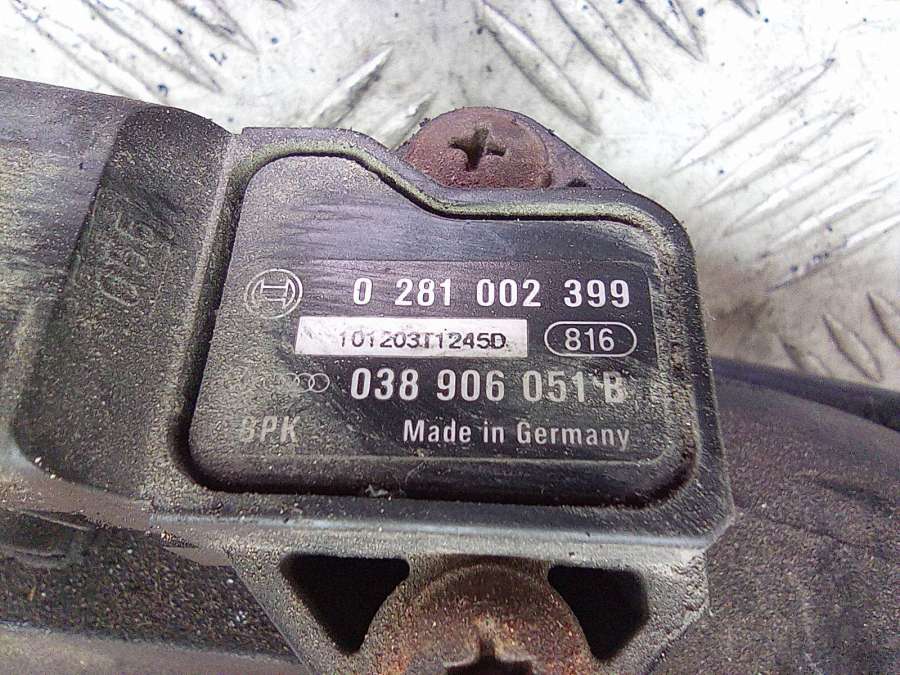 0 281 002 399
101203T1245D 816
038 906 051 B
BPK Made in Germany